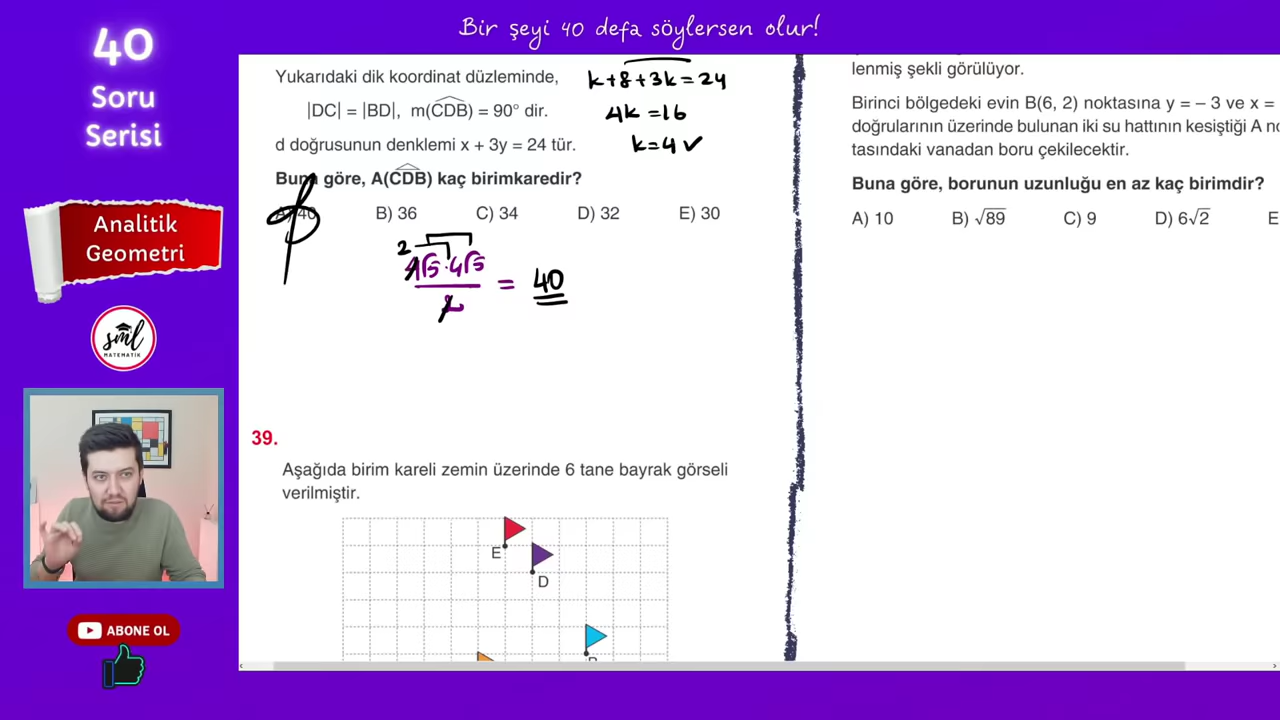 Bir şeyi 40 defa söylersen olur!
40
Soru
Serisi
Analitik
Geometri
sml
MATEMATİK
ABONE OL
Yukarıdaki dik koordinat düzleminde,
|DC| = |BD|, m(CDB) = 90° dir.
d doğrusunun denklemi x + 3y = 24 tür.
Buna göre, A(CDB) kaç birimkaredir?
A) 40 B) 36 C) 34 D) 32 E) 30
k+8+3k=24
4k=16
k=4 ✓
2
4√5·4√5
2
= 40
39.
Aşağıda birim kareli zemin üzerinde 6 tane bayrak görseli
verilmiştir.
E
D
lenmiş şekli görülüyor.
Birinci bölgedeki evin B(6, 2) noktasına y = – 3 ve x =
doğrularının üzerinde bulunan iki su hattının kesiştiği A
tasındaki vanadan boru çekilecektir.
Buna göre, borunun uzunluğu en az kaç birimdir?
A) 10 B) √89 C) 9 D) 6√2 E